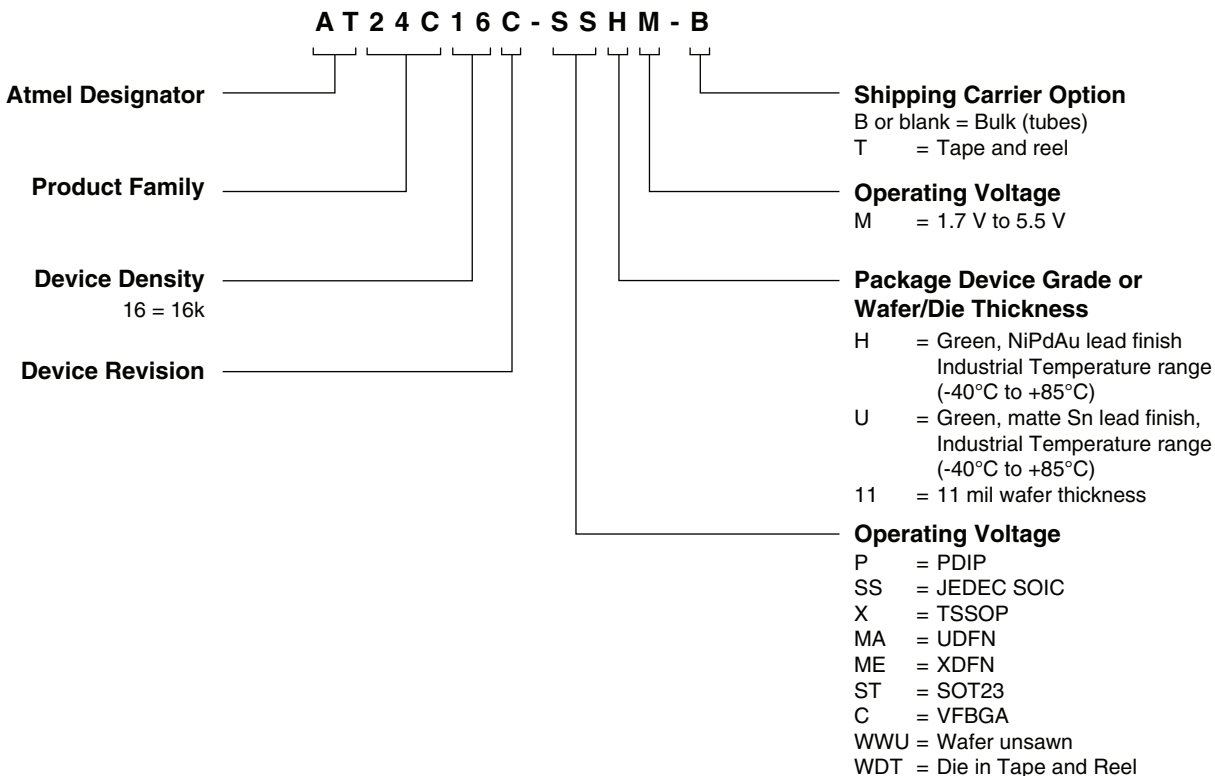 AT24C16C-SSHM-B
Atmel Designator
Product Family
Device Density
16 = 16k
Device Revision
Shipping Carrier Option
B or blank = Bulk (tubes)
T = Tape and reel
Operating Voltage
M = 1.7 V to 5.5 V
Package Device Grade or
Wafer/Die Thickness
H = Green, NiPdAu lead finish
Industrial Temperature range
(-40°C to +85°C)
U = Green, matte Sn lead finish,
Industrial Temperature range
(-40°C to +85°C)
11 = 11 mil wafer thickness
Operating Voltage
P = PDIP
SS = JEDEC SOIC
X = TSSOP
MA = UDFN
ME = XDFN
ST = SOT23
C = VFBGA
WWU = Wafer unsawn
WDT = Die in Tape and Reel